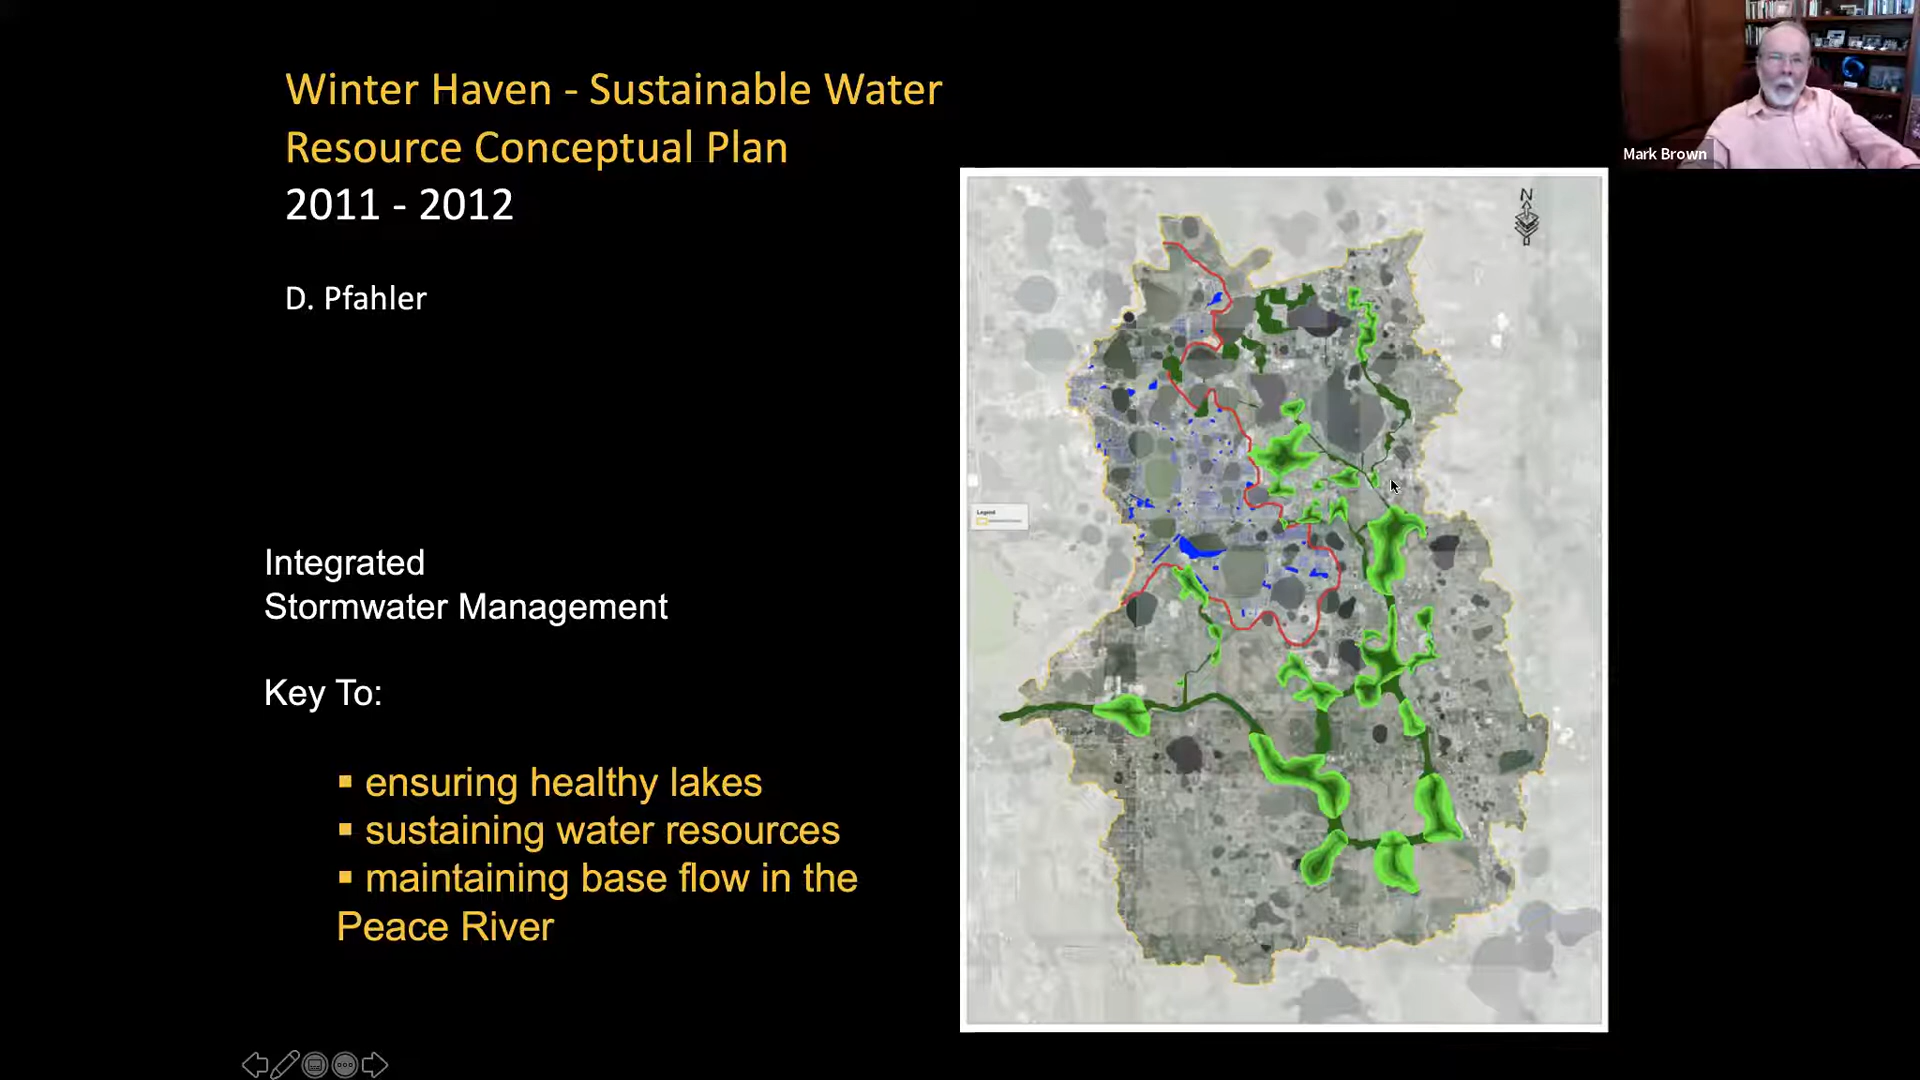 Winter Haven - Sustainable Water
Resource Conceptual Plan
2011 - 2012
D. Pfahler
Mark Brown
N
Legend
Integrated
Stormwater Management
Key To:
▪ ensuring healthy lakes
▪ sustaining water resources
▪ maintaining base flow in the
Peace River